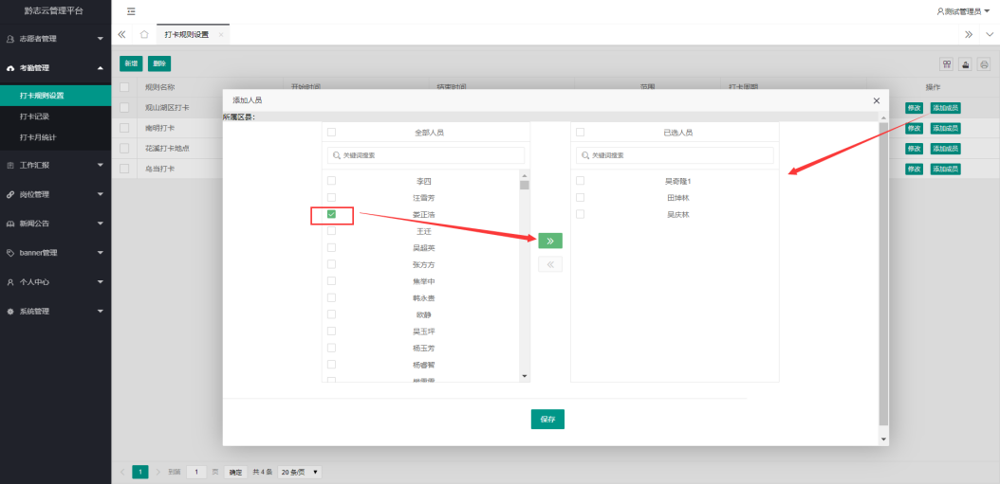 黔志云管理平台
测试管理员
志愿者管理
打卡规则设置
考勤管理
新增
删除
规则名称
开始时间
结束时间
范围
打卡周期
操作
打卡规则设置
添加人员
观山湖区打卡
修改
添加成员
所属区县：
打卡记录
南明打卡
修改
添加成员
全部人员
已选人员
打卡月统计
花溪打卡地点
修改
添加成员
关键词搜索
关键词搜索
工作汇报
乌当打卡
修改
添加成员
李四
吴奇隆1
岗位管理
汪雪芳
田坤林
娄正洁
吴庆林
新闻公告
王迁
吴超英
banner管理
张方方
个人中心
焦学中
韩永贵
系统管理
欧静
吴玉坪
杨玉芳
杨睿智
保存
1
到第
1
页
确定
共 4 条
20 条/页